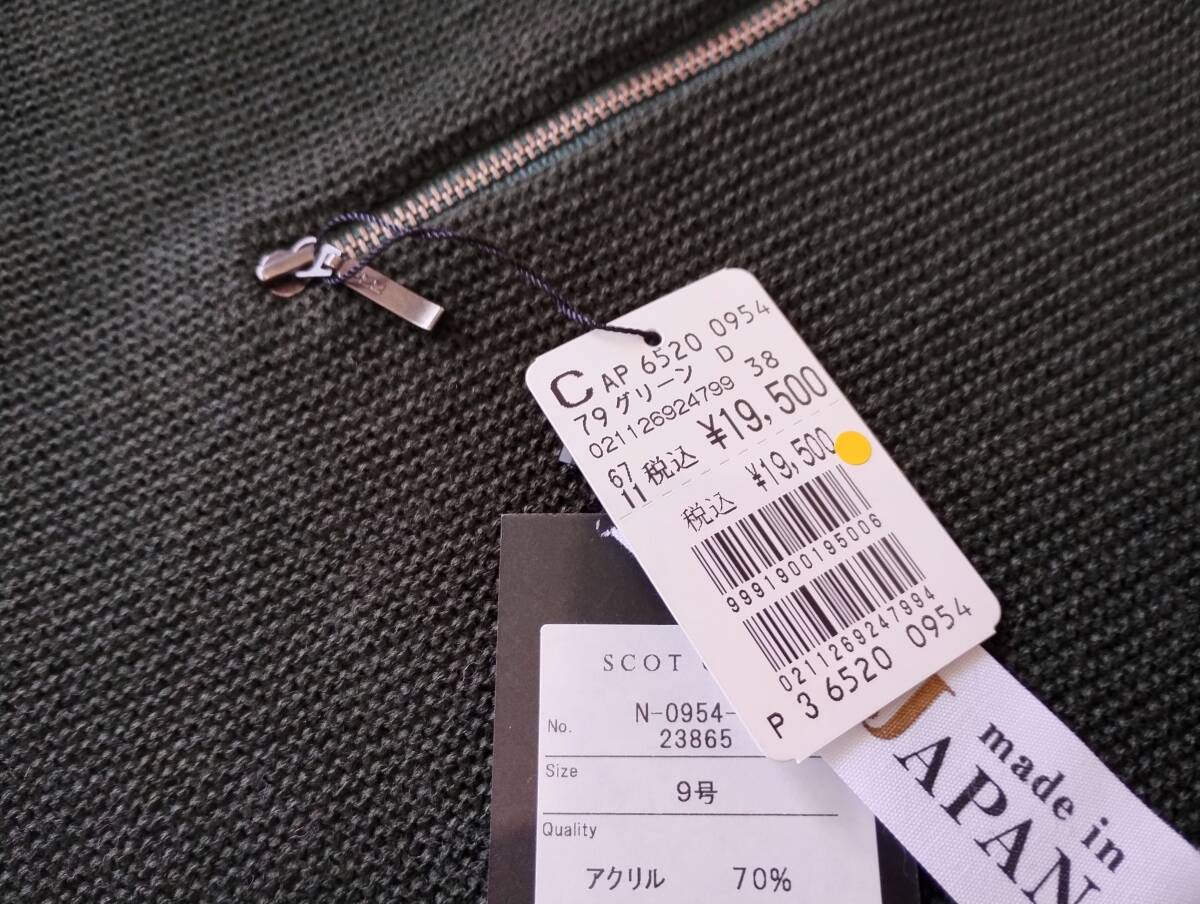 C AP 6520 0954
79 グリーン D
021126924799 38
67 税込 ¥19,500
11
税込 ¥19,500
9991900195006
0211269247994
P 3 6520 0954
SCOT
No. N-0954-
23865
Size
9号
Quality
アクリル 70%
made in
JAPAN